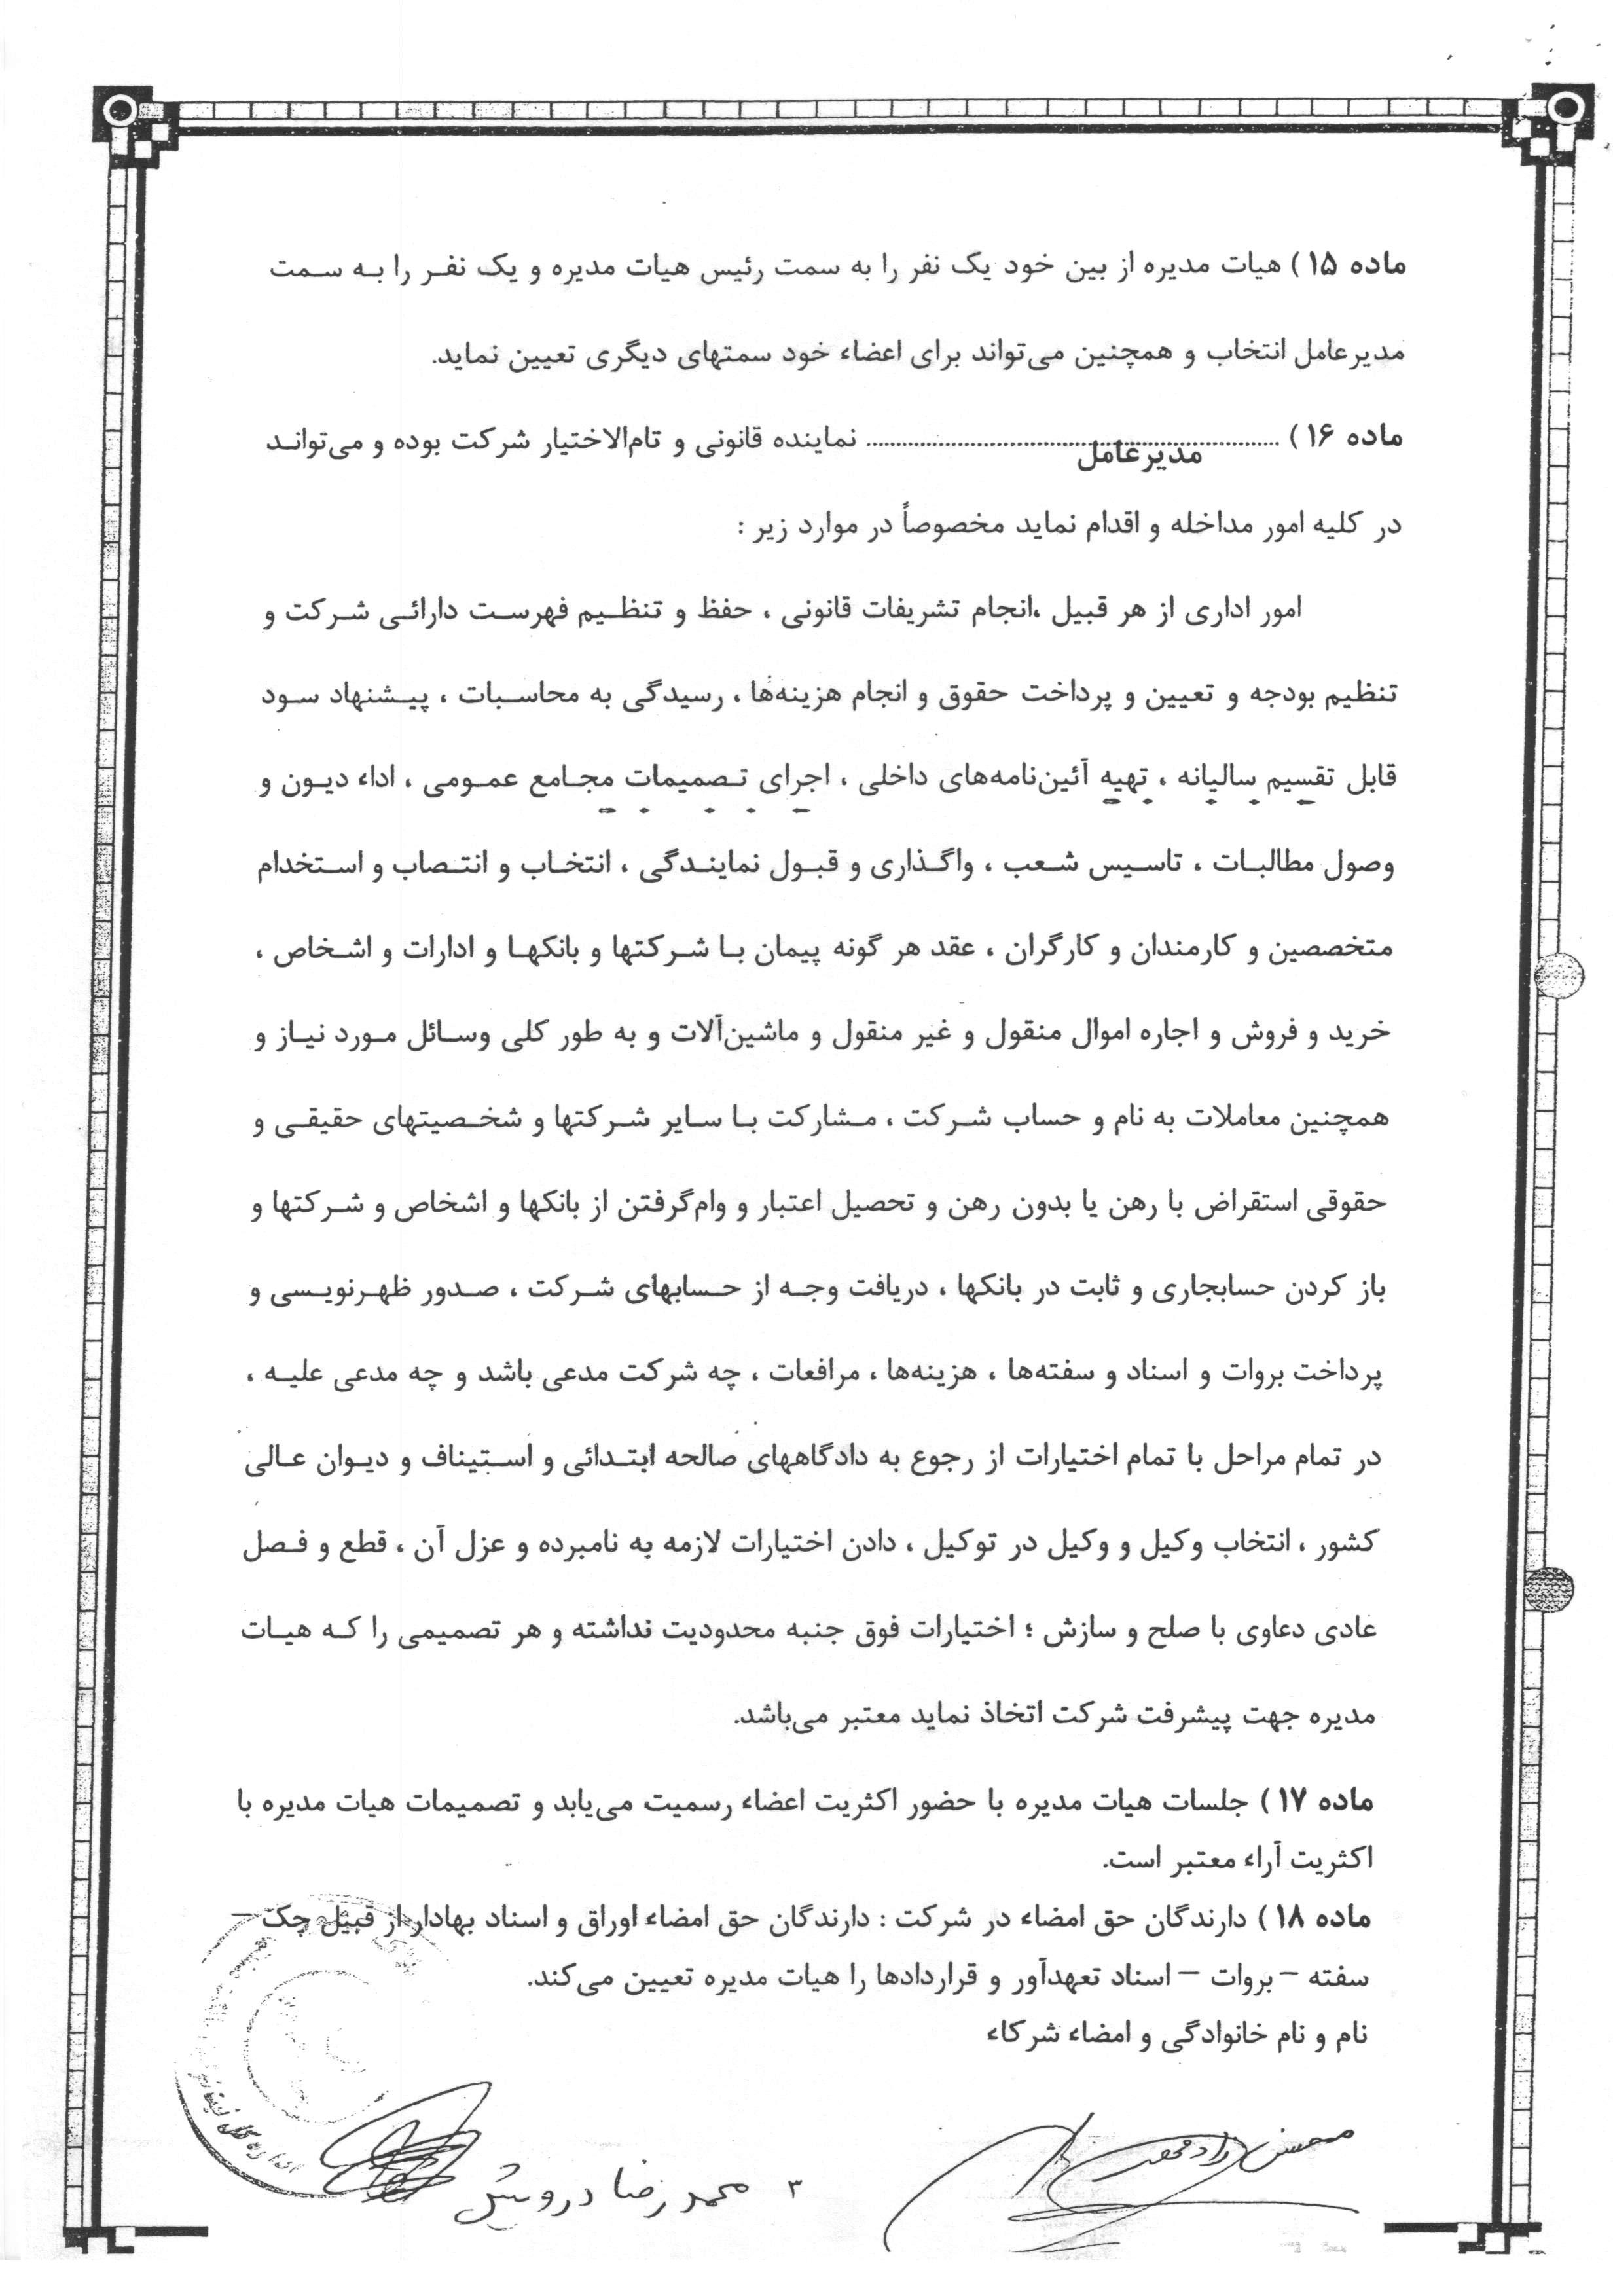 ماده ۱۵ ) هیات مدیره از بین خود یک نفر را به سمت رئیس هیات مدیره و یک نفر را به سمت
مدیرعامل انتخاب و همچنین می‌تواند برای اعضاء خود سمتهای دیگری تعیین نماید.
ماده ۱۶ ) ........................................ نماینده قانونی و تام‌الاختیار شرکت بوده و می‌تواند
مدیرعامل
در کلیه امور مداخله و اقدام نماید مخصوصاً در موارد زیر :
امور اداری از هر قبیل ،انجام تشریفات قانونی ، حفظ و تنظیم فهرست دارائی شرکت و
تنظیم بودجه و تعیین و پرداخت حقوق و انجام هزینه‌ها ، رسیدگی به محاسبات ، پیشنهاد سود
قابل تقسیم سالیانه ، تهیه آئین‌نامه‌های داخلی ، اجرای تصمیمات مجامع عمومی ، اداء دیون و
وصول مطالبات ، تاسیس شعب ، واگذاری و قبول نمایندگی ، انتخاب و انتصاب و استخدام
متخصصین و کارمندان و کارگران ، عقد هر گونه پیمان با شرکتها و بانکها و ادارات و اشخاص ،
خرید و فروش و اجاره اموال منقول و غیر منقول و ماشین‌آلات و به طور کلی وسائل مورد نیاز و
همچنین معاملات به نام و حساب شرکت ، مشارکت با سایر شرکتها و شخصیتهای حقیقی و
حقوقی استقراض با رهن یا بدون رهن و تحصیل اعتبار و وام‌گرفتن از بانکها و اشخاص و شرکتها و
باز کردن حسابجاری و ثابت در بانکها ، دریافت وجه از حسابهای شرکت ، صدور ظهرنویسی و
پرداخت بروات و اسناد و سفته‌ها ، هزینه‌ها ، مرافعات ، چه شرکت مدعی باشد و چه مدعی علیه ،
در تمام مراحل با تمام اختیارات از رجوع به دادگاههای صالحه ابتدائی و استیناف و دیوان عالی
کشور ، انتخاب وکیل و وکیل در توکیل ، دادن اختیارات لازمه به نامبرده و عزل آن ، قطع و فصل
عادی دعاوی با صلح و سازش ؛ اختیارات فوق جنبه محدودیت نداشته و هر تصمیمی را که هیات
مدیره جهت پیشرفت شرکت اتخاذ نماید معتبر می‌باشد.
ماده ۱۷ ) جلسات هیات مدیره با حضور اکثریت اعضاء رسمیت می‌یابد و تصمیمات هیات مدیره با
اکثریت آراء معتبر است.
ماده ۱۸ ) دارندگان حق امضاء در شرکت : دارندگان حق امضاء اوراق و اسناد بهادار از قبیل چک –
سفته – بروات – اسناد تعهدآور و قراردادها را هیات مدیره تعیین می‌کند.
نام و نام خانوادگی و امضاء شرکاء
محسن
۳ محمدرضا درویش